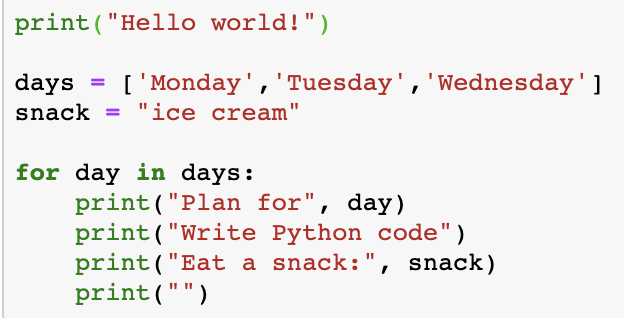 print("Hello world!")

days = ['Monday','Tuesday','Wednesday']
snack = "ice cream"

for day in days:
    print("Plan for", day)
    print("Write Python code")
    print("Eat a snack:", snack)
    print("")